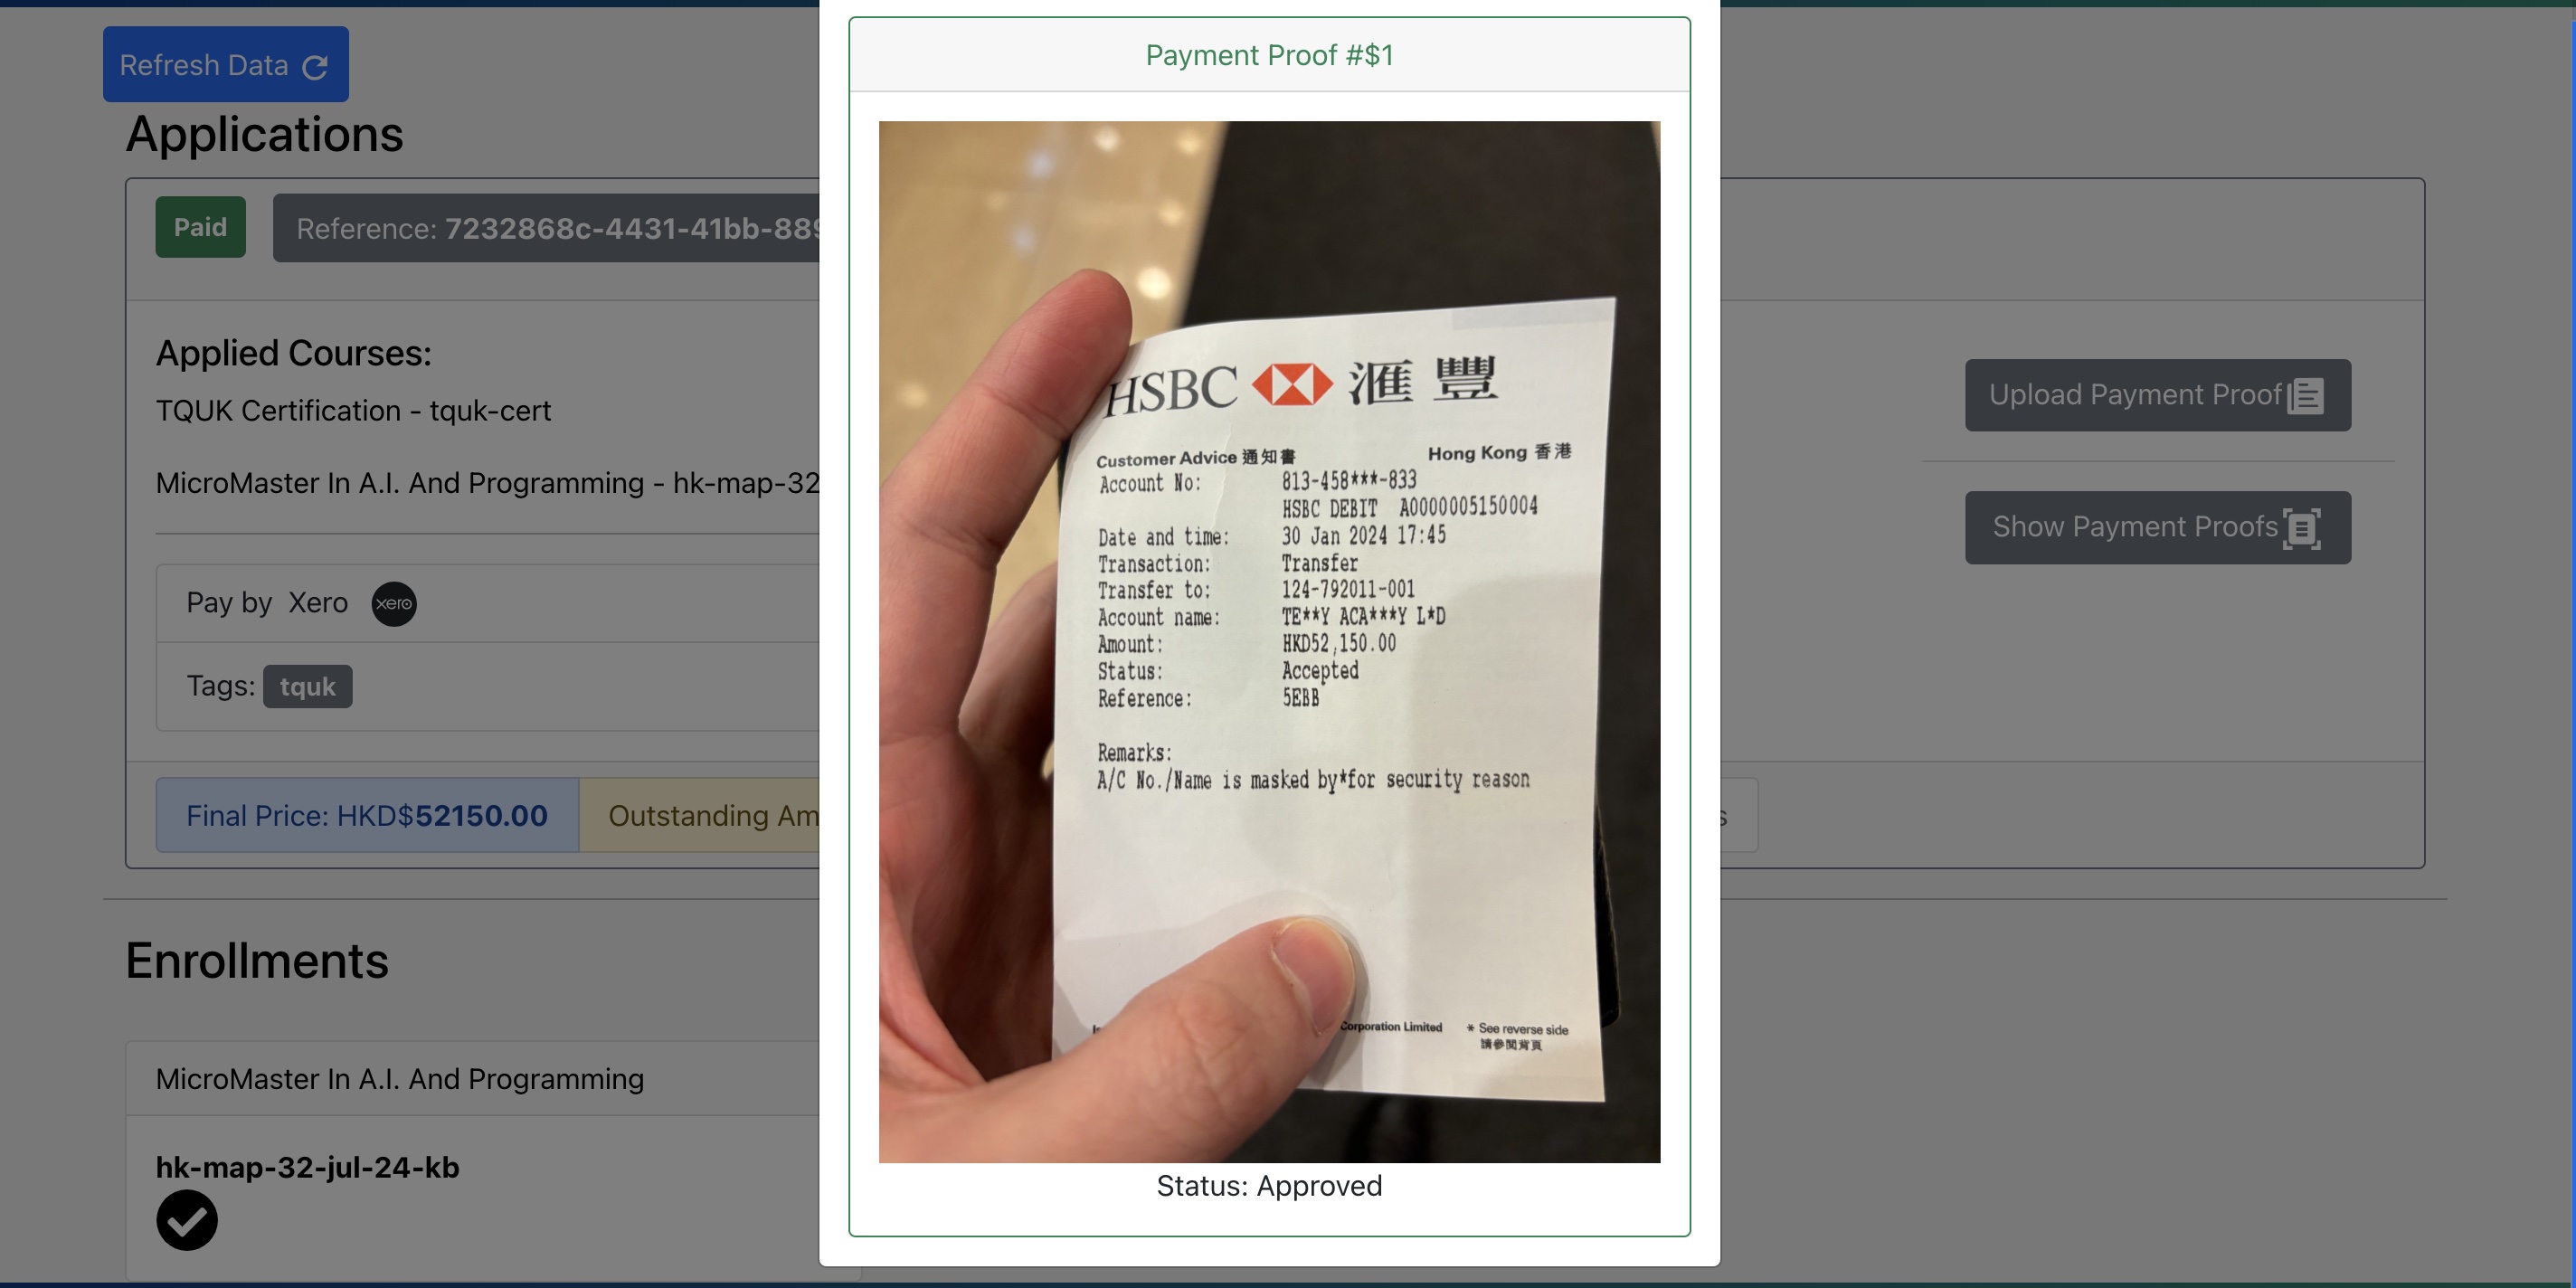 Refresh Data
Applications
Paid
Reference: 7232868c-4431-41bb-889
Applied Courses:
TQUK Certification - tquk-cert
MicroMaster In A.I. And Programming - hk-map-32
Pay by Xero xero
Tags: tquk
Final Price: HKD$52150.00
Outstanding Am
Enrollments
MicroMaster In A.I. And Programming
hk-map-32-jul-24-kb
Payment Proof #$1
HSBC 滙豐
Customer Advice 通知書 Hong Kong 香港
Account No: 813-458***-833
HSBC DEBIT A0000005150004
Date and time: 30 Jan 2024 17:45
Transaction: Transfer
Transfer to: 124-792011-001
Account name: TE**Y ACA***Y L*D
Amount: HKD52,150.00
Status: Accepted
Reference: 5EBB
Remarks:
A/C No./Name is masked by*for security reason
Corporation Limited * See reverse side
請參閱背頁
Status: Approved
Upload Payment Proof
Show Payment Proofs
s